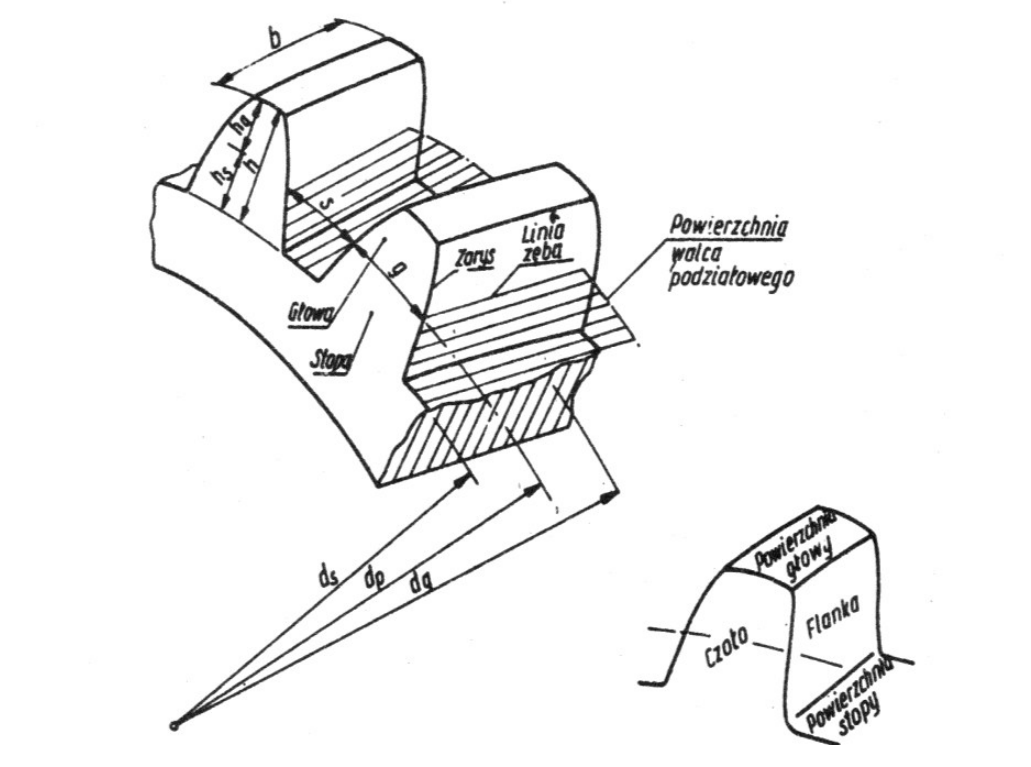 b
ha
hs
h
s
g
Zarys
Linia
zęba
Powierzchnia
walca
podziałowego
Głowa
Stopa
ds
dp
da
Powierzchnia
głowy
Flanka
Czoło
Powierzchnia
stopy